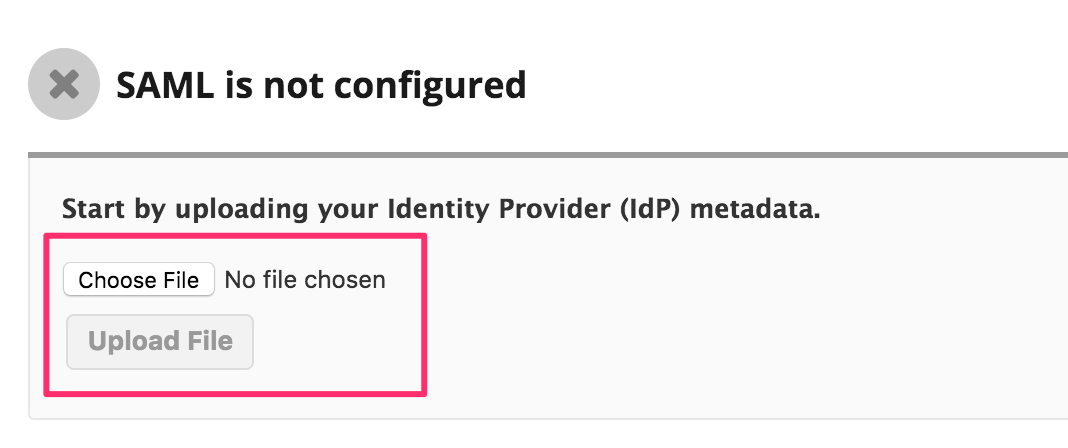 SAML is not configured
Start by uploading your Identity Provider (IdP) metadata.
Choose File No file chosen
Upload File